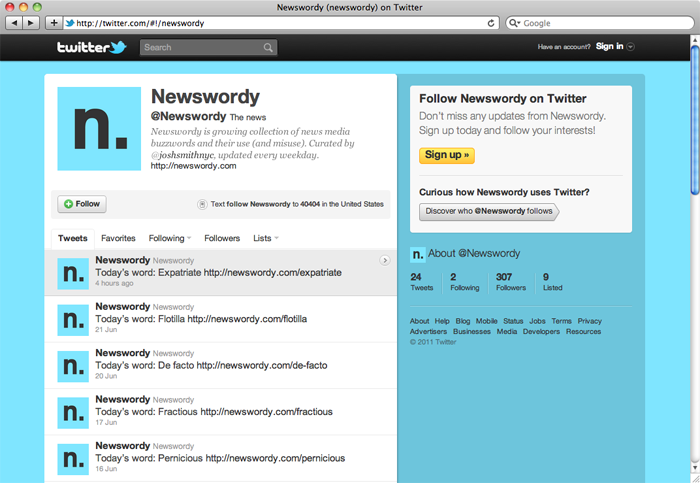 Newswordy (newswordy) on Twitter
http://twitter.com/#!/newswordy
Google
twitter
Search
Have an account? Sign in
n.
Newswordy
@Newswordy The news
Newswordy is growing collection of news media
buzzwords and their use (and misuse). Curated by
@joshsmithnyc, updated every weekday.
http://newswordy.com
Follow
Text follow Newswordy to 40404 in the United States
Tweets Favorites Following Followers Lists
n.
Newswordy Newswordy
Today's word: Expatriate http://newswordy.com/expatriate
4 hours ago
n.
Newswordy Newswordy
Today's word: Flotilla http://newswordy.com/flotilla
21 Jun
n.
Newswordy Newswordy
Today's word: De facto http://newswordy.com/de-facto
20 Jun
n.
Newswordy Newswordy
Today's word: Fractious http://newswordy.com/fractious
17 Jun
n.
Newswordy Newswordy
Today's word: Pernicious http://newswordy.com/pernicious
16 Jun
Follow Newswordy on Twitter
Don't miss any updates from Newswordy.
Sign up today and follow your interests!
Sign up »
Curious how Newswordy uses Twitter?
Discover who @Newswordy follows
n. About @Newswordy
24 2 307 9
Tweets Following Followers Listed
About Help Blog Mobile Status Jobs Terms Privacy
Advertisers Businesses Media Developers Resources
© 2011 Twitter